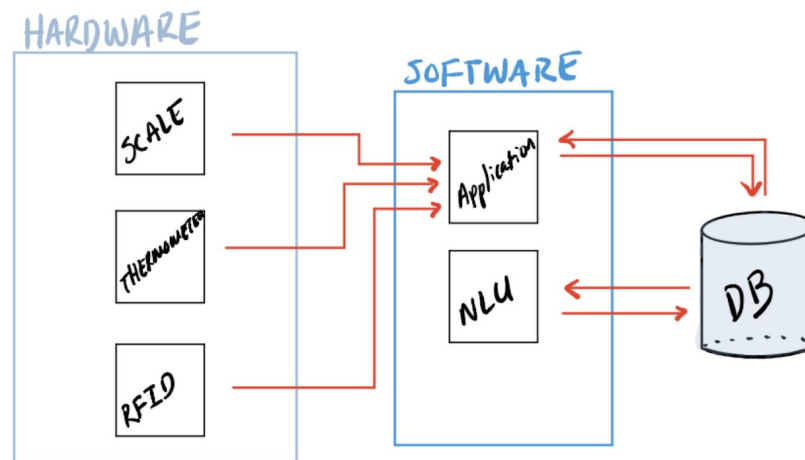 HARDWARE
SOFTWARE
SCALE
THERMOMETER
RFID
Application
NLU
DB